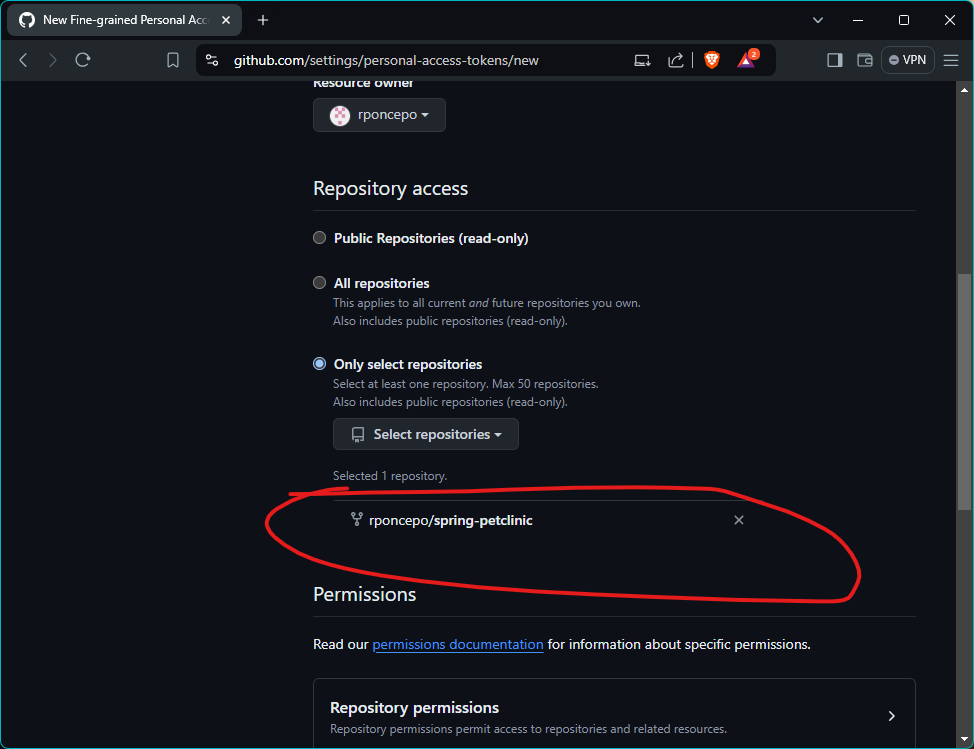 New Fine-grained Personal Acc
github.com/settings/personal-access-tokens/new
2
VPN
Resource owner
rponcepo
Repository access
Public Repositories (read-only)
All repositories
This applies to all current and future repositories you own.
Also includes public repositories (read-only).
Only select repositories
Select at least one repository. Max 50 repositories.
Also includes public repositories (read-only).
Select repositories
Selected 1 repository.
rponcepo/spring-petclinic
Permissions
Read our permissions documentation for information about specific permissions.
Repository permissions
Repository permissions permit access to repositories and related resources.